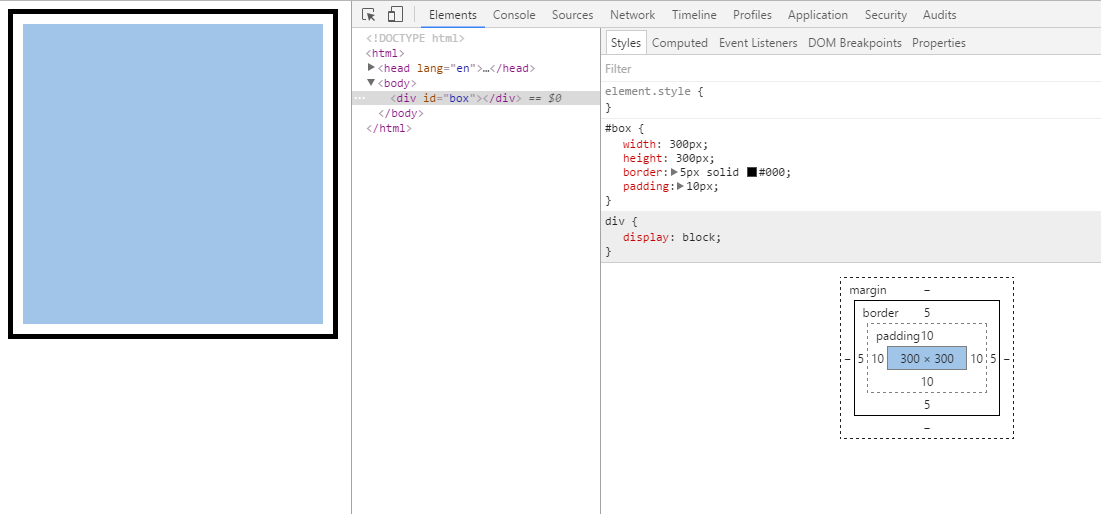 Elements Console Sources Network Timeline Profiles Application Security Audits
<!DOCTYPE html>
<html>
<head lang="en">…</head>
<body>
… <div id="box"></div> == $0
</body>
</html>
Styles Computed Event Listeners DOM Breakpoints Properties
Filter
element.style {
}
#box {
width: 300px;
height: 300px;
border: 5px solid #000;
padding: 10px;
}
div {
display: block;
}
margin –
border 5
padding 10
– 5 10 300 × 300 10 5 –
10
5
–